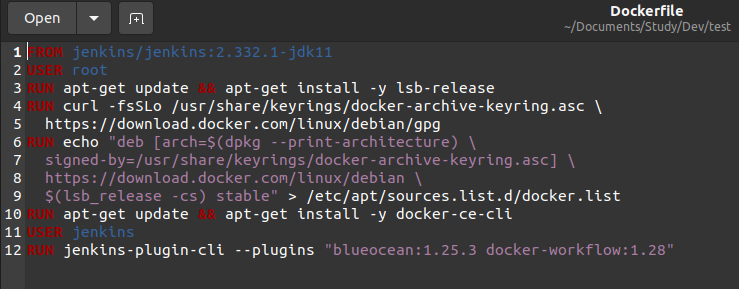 Open
Dockerfile
~/Documents/Study/Dev/test
1 FROM jenkins/jenkins:2.332.1-jdk11
2 USER root
3 RUN apt-get update && apt-get install -y lsb-release
4 RUN curl -fsSLo /usr/share/keyrings/docker-archive-keyring.asc \
5   https://download.docker.com/linux/debian/gpg
6 RUN echo "deb [arch=$(dpkg --print-architecture) \
7   signed-by=/usr/share/keyrings/docker-archive-keyring.asc] \
8   https://download.docker.com/linux/debian \
9   $(lsb_release -cs) stable" > /etc/apt/sources.list.d/docker.list
10 RUN apt-get update && apt-get install -y docker-ce-cli
11 USER jenkins
12 RUN jenkins-plugin-cli --plugins "blueocean:1.25.3 docker-workflow:1.28"